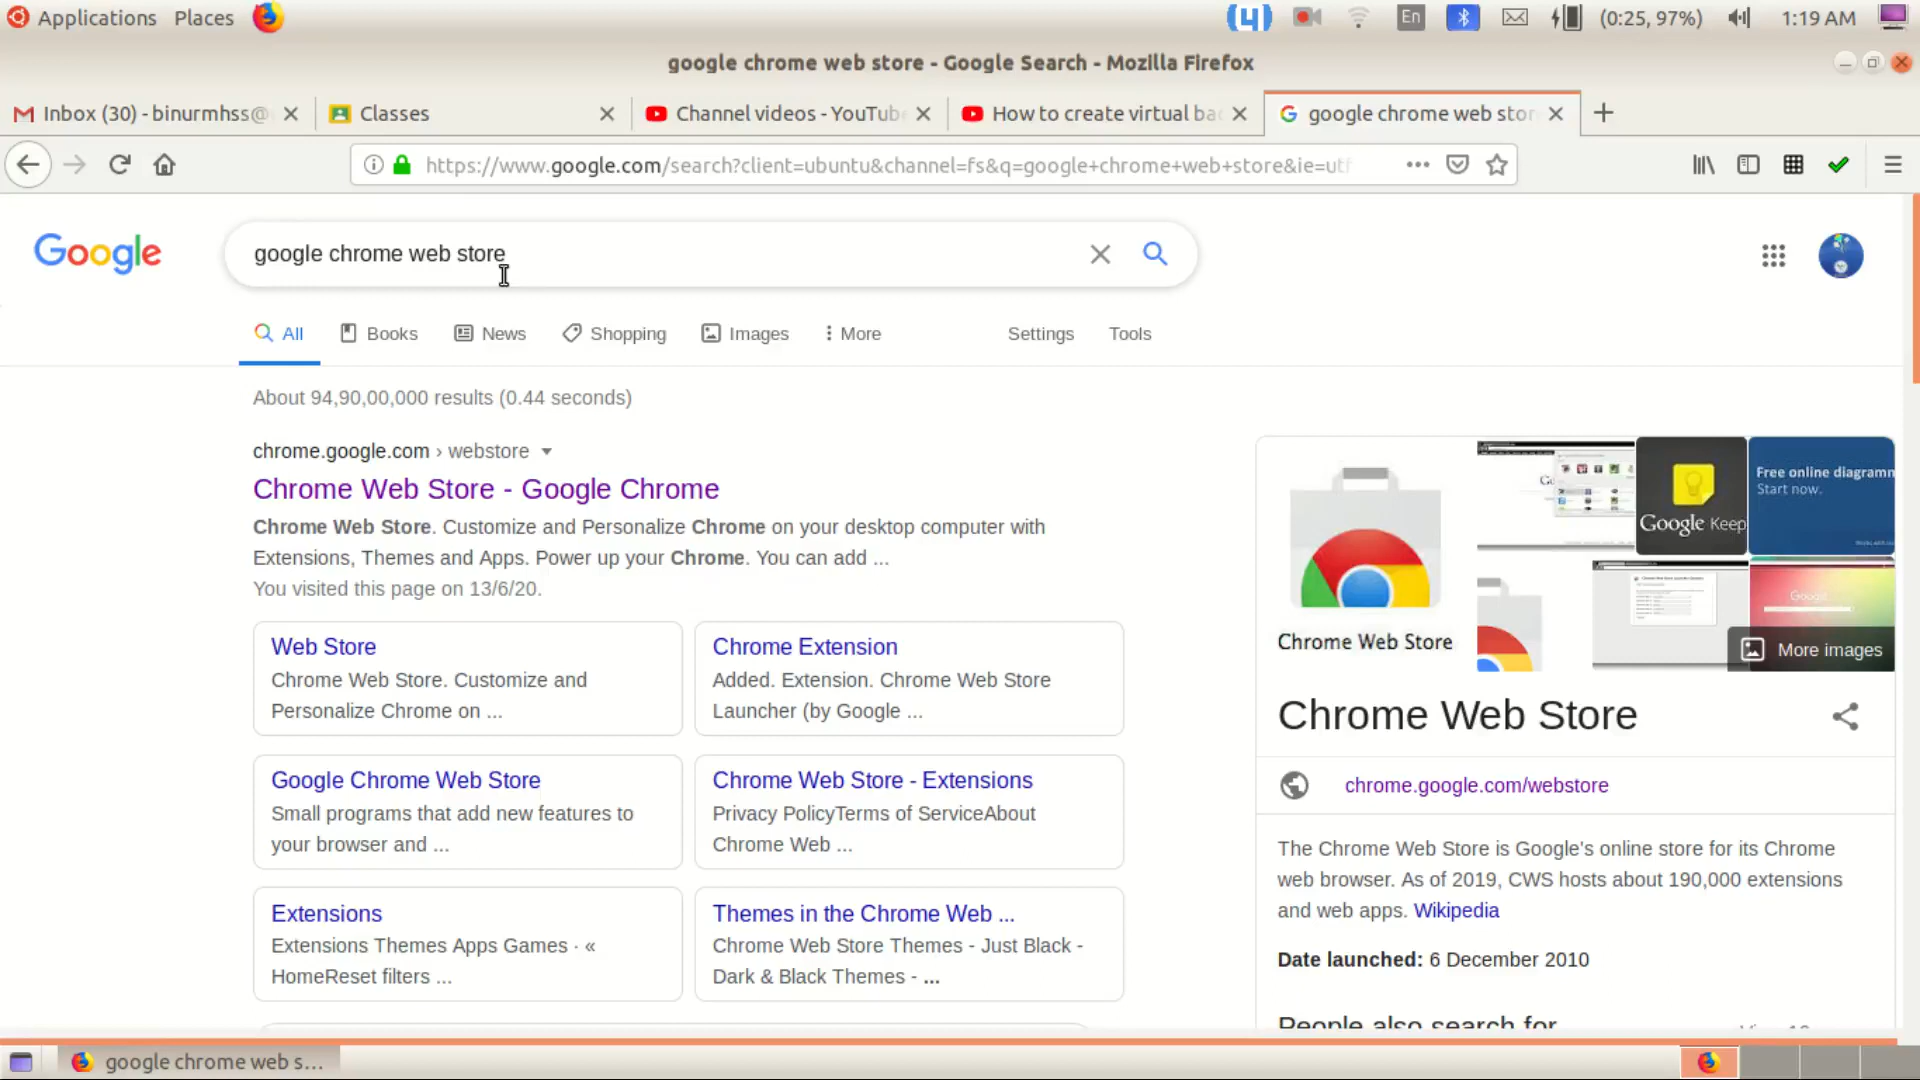 Applications Places En (0:25, 97%) 1:19 AM
google chrome web store - Google Search - Mozilla Firefox
Inbox (30) - binurmhss@ Classes Channel videos - YouTube How to create virtual ba google chrome web stor
https://www.google.com/search?client=ubuntu&channel=fs&q=google+chrome+web+store&ie=utf
Google google chrome web store
All Books News Shopping Images More Settings Tools
About 94,90,00,000 results (0.44 seconds)
chrome.google.com › webstore
Chrome Web Store - Google Chrome
Chrome Web Store. Customize and Personalize Chrome on your desktop computer with
Extensions, Themes and Apps. Power up your Chrome. You can add ...
You visited this page on 13/6/20.
Web Store
Chrome Web Store. Customize and
Personalize Chrome on ...
Chrome Extension
Added. Extension. Chrome Web Store
Launcher (by Google ...
Google Chrome Web Store
Small programs that add new features to
your browser and ...
Chrome Web Store - Extensions
Privacy PolicyTerms of ServiceAbout
Chrome Web ...
Extensions
Extensions Themes Apps Games · «
HomeReset filters ...
Themes in the Chrome Web ...
Chrome Web Store Themes - Just Black -
Dark & Black Themes - ...
Chrome Web Store
Google Keep
Free online diagramm
Start now.
Google
More images
Chrome Web Store
chrome.google.com/webstore
The Chrome Web Store is Google's online store for its Chrome
web browser. As of 2019, CWS hosts about 190,000 extensions
and web apps. Wikipedia
Date launched: 6 December 2010
People also search for
google chrome web s...